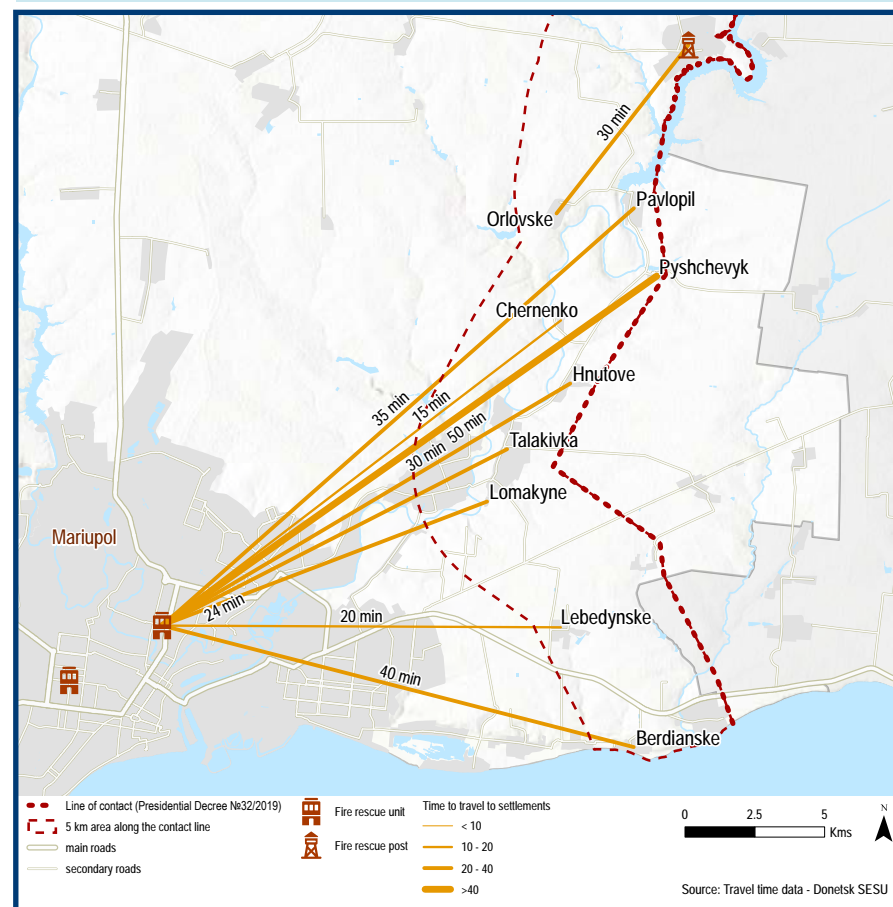 30 min
Orlovske
Pavlopil
Pyshchevyk
Chernenko
Hnutove
35 min
15 min
50 min
30 min
Talakivka
Lomakyne
Mariupol
24 min
20 min
Lebedynske
40 min
Berdianske
Line of contact (Presidential Decree №32/2019)
5 km area along the contact line
main roads
secondary roads
Fire rescue unit
Fire rescue post
Time to travel to settlements
< 10
10 - 20
20 - 40
>40
0 2.5 5
Kms
N
Source: Travel time data - Donetsk SESU